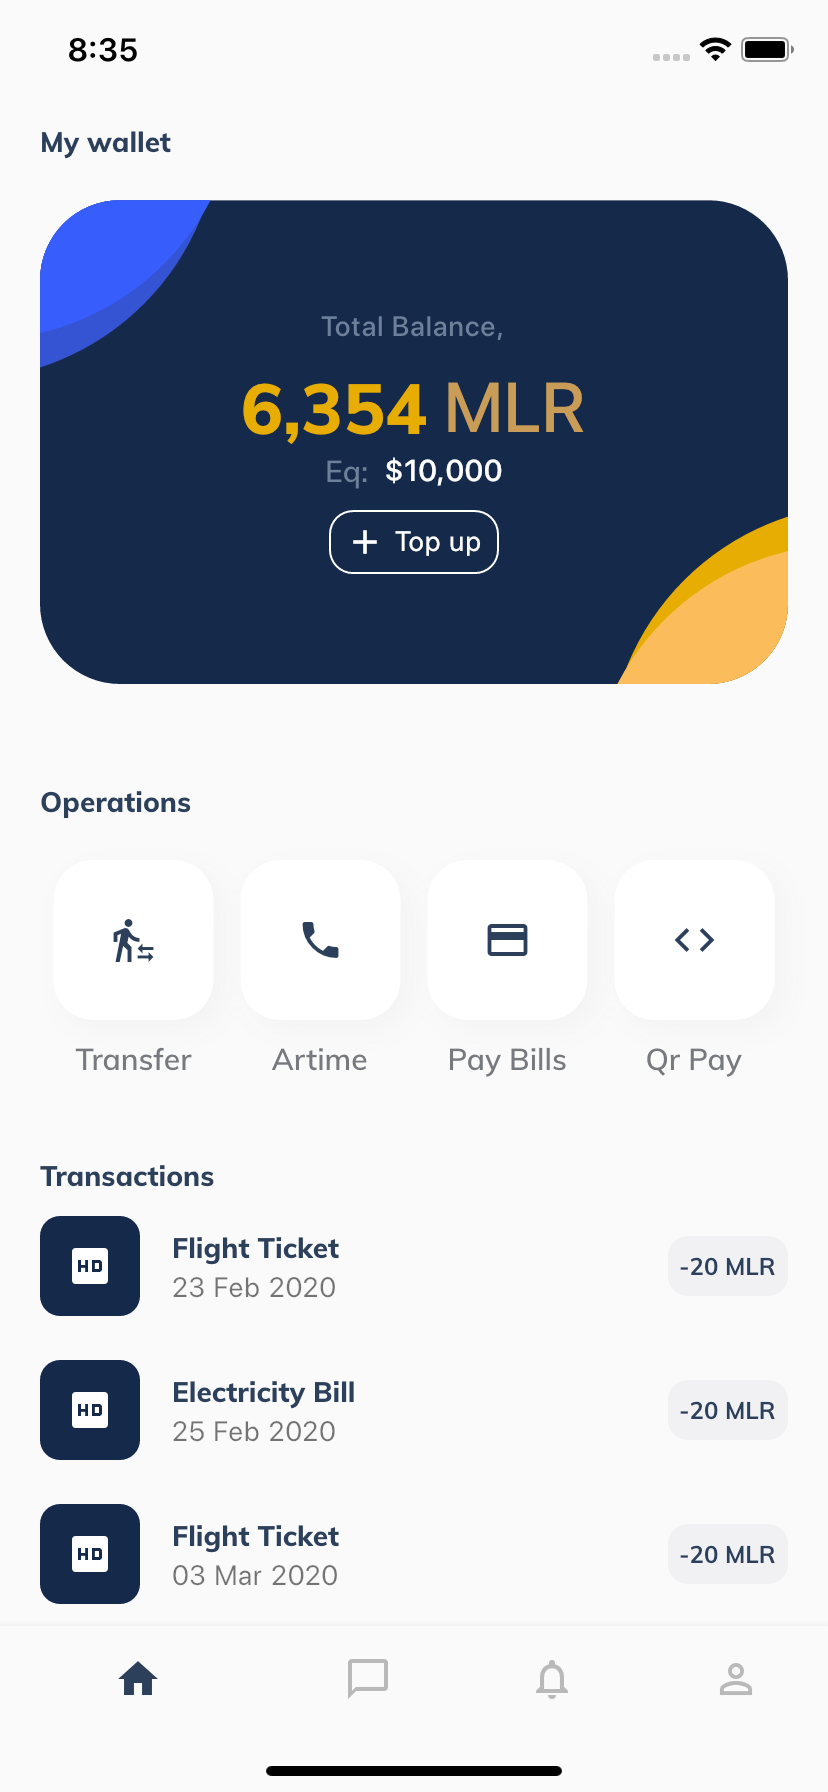 8:35
My wallet
Total Balance,
6,354 MLR
Eq: $10,000
Top up
Operations
Transfer
Artime
Pay Bills
Qr Pay
Transactions
HD
Flight Ticket
23 Feb 2020
-20 MLR
HD
Electricity Bill
25 Feb 2020
-20 MLR
HD
Flight Ticket
03 Mar 2020
-20 MLR